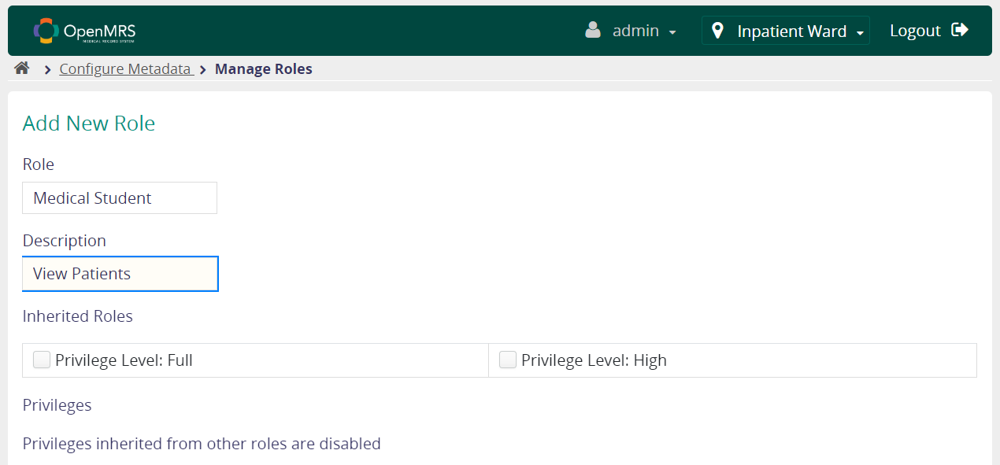 OpenMRS
MEDICAL RECORD SYSTEM
admin
Inpatient Ward
Logout
Configure Metadata
Manage Roles
Add New Role
Role
Medical Student
Description
View Patients
Inherited Roles
Privilege Level: Full
Privilege Level: High
Privileges
Privileges inherited from other roles are disabled